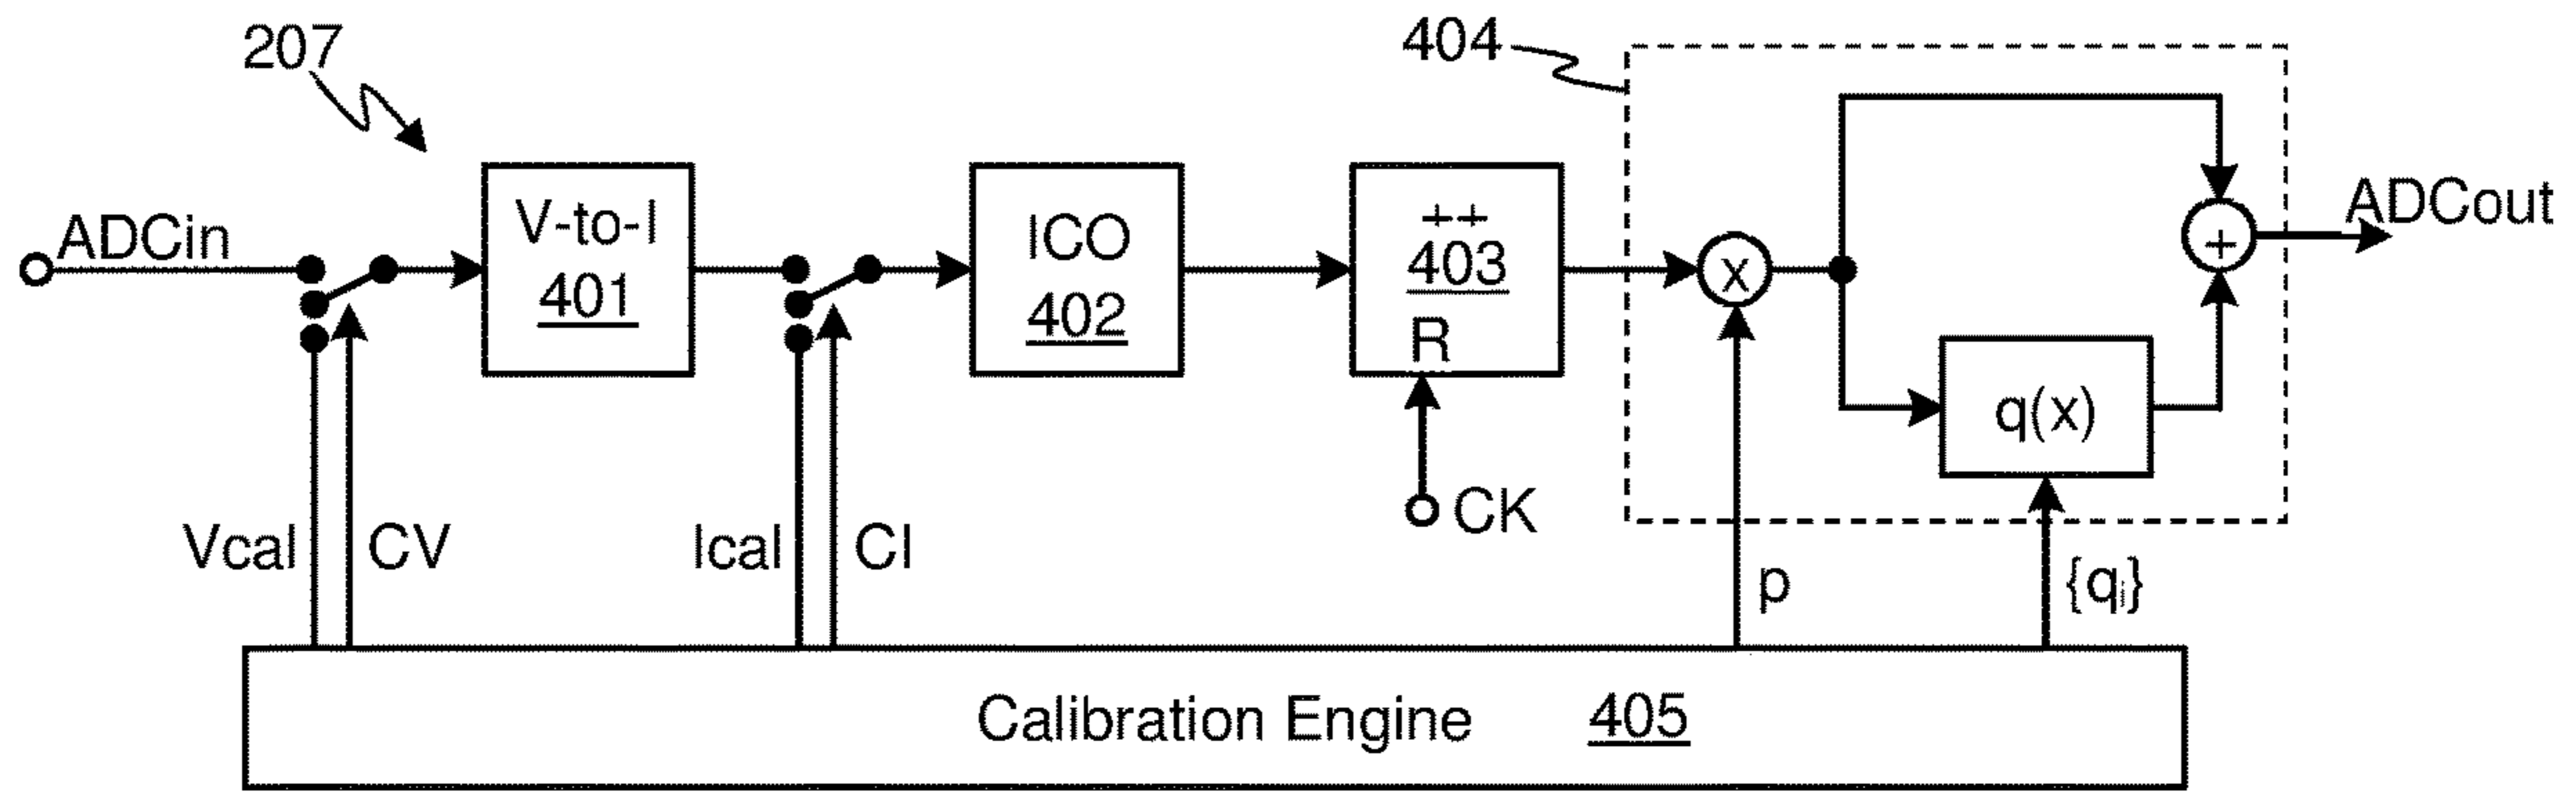 207
404
ADCin
V-to-I
401
ICO
402
++
403
R
x
+
ADCout
q(x)
CK
Vcal
CV
Ical
CI
p
{qi}
Calibration Engine 405